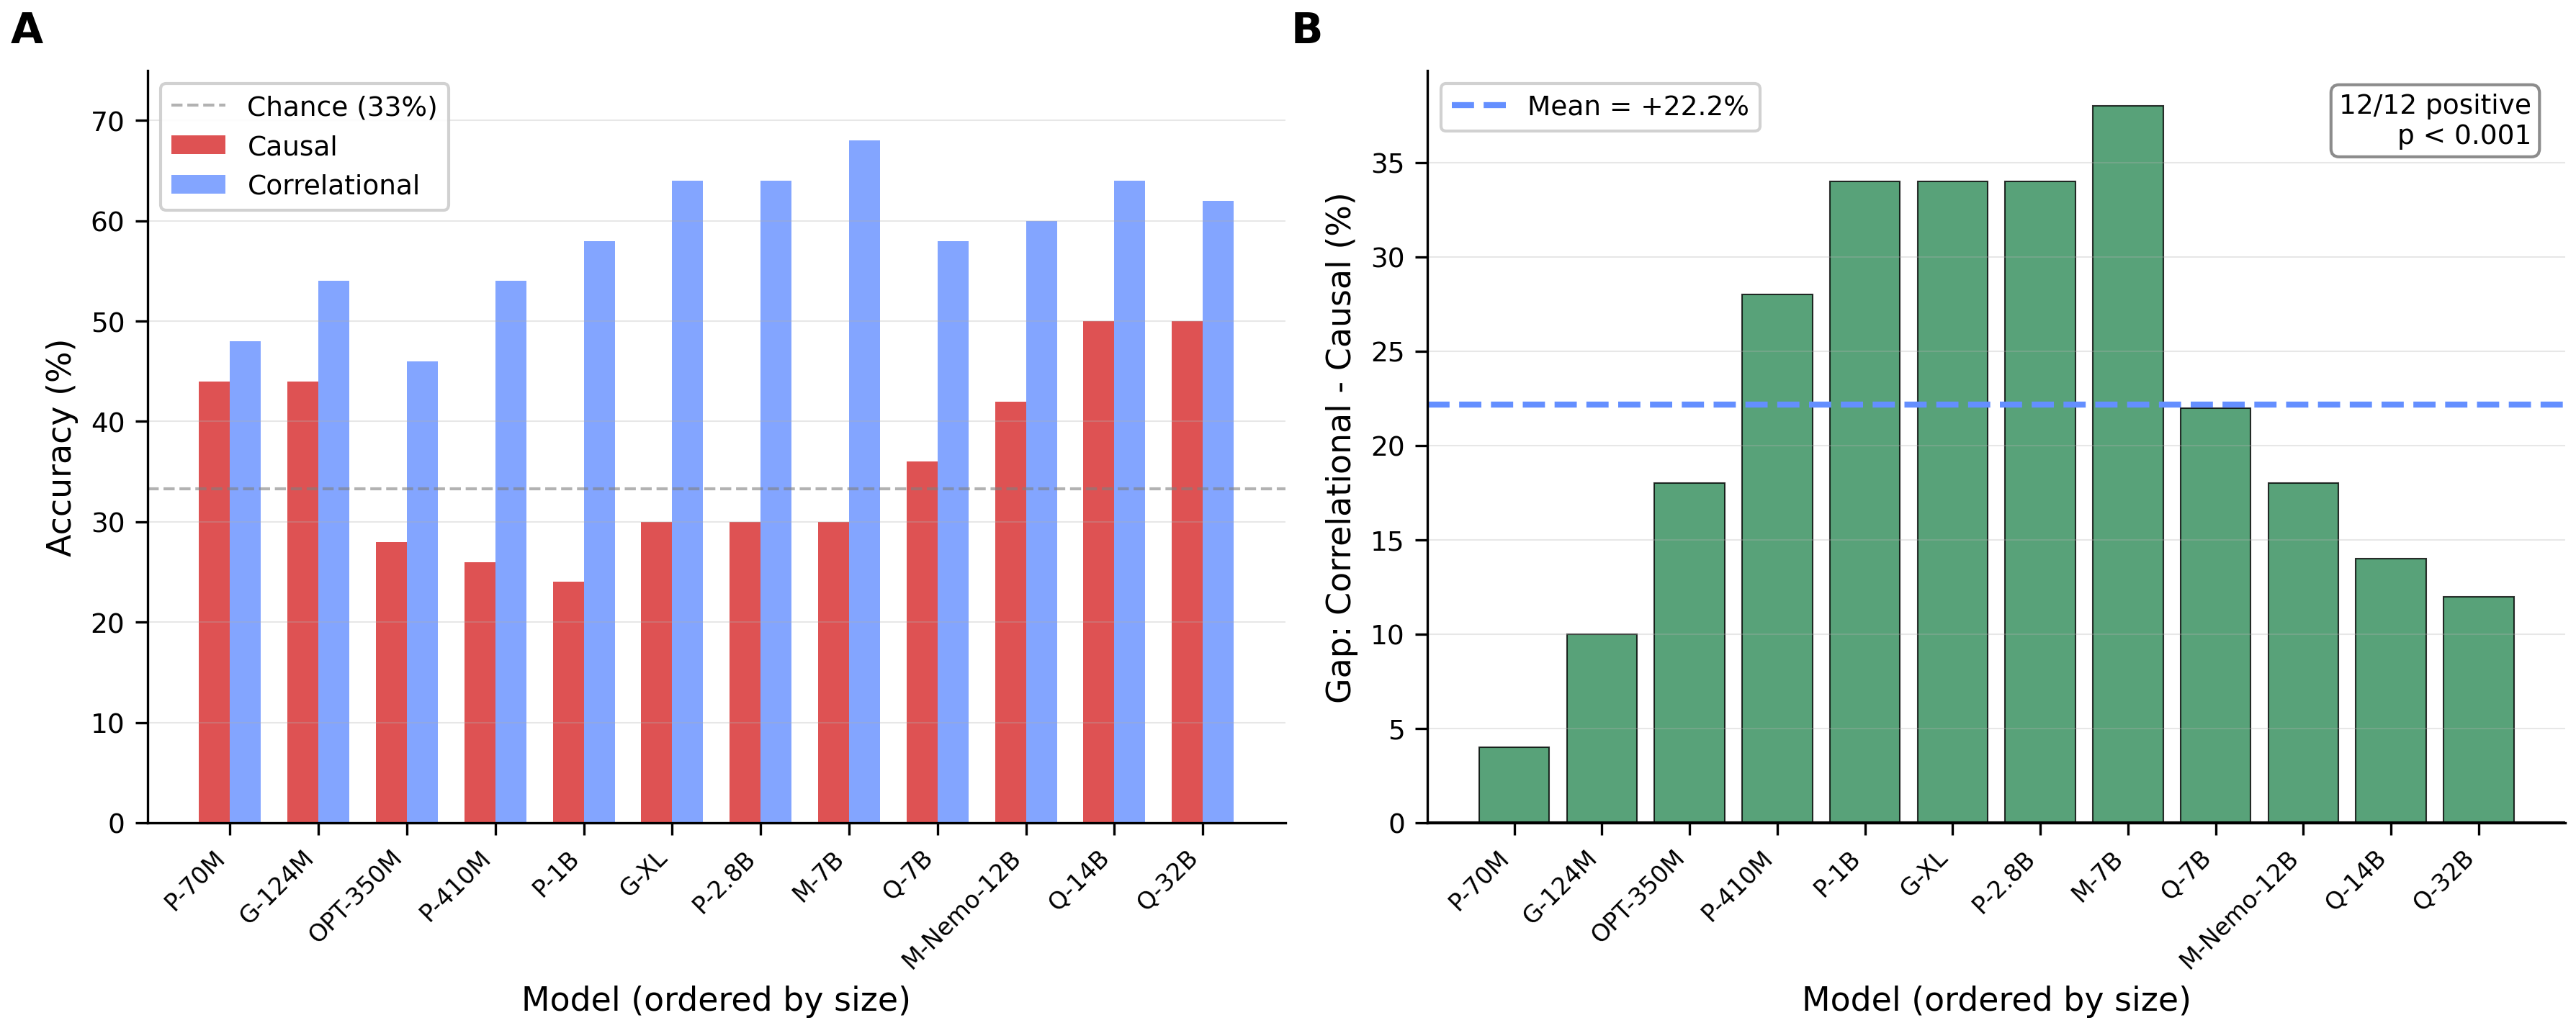 A
Accuracy (%)
70
60
50
40
30
20
10
0
Chance (33%)
Causal
Correlational
P-70M
G-124M
OPT-350M
P-410M
P-1B
G-XL
P-2.8B
M-7B
Q-7B
M-Nemo-12B
Q-14B
Q-32B
Model (ordered by size)
B
Gap: Correlational - Causal (%)
35
30
25
20
15
10
5
0
Mean = +22.2%
12/12 positive
p < 0.001
P-70M
G-124M
OPT-350M
P-410M
P-1B
G-XL
P-2.8B
M-7B
Q-7B
M-Nemo-12B
Q-14B
Q-32B
Model (ordered by size)